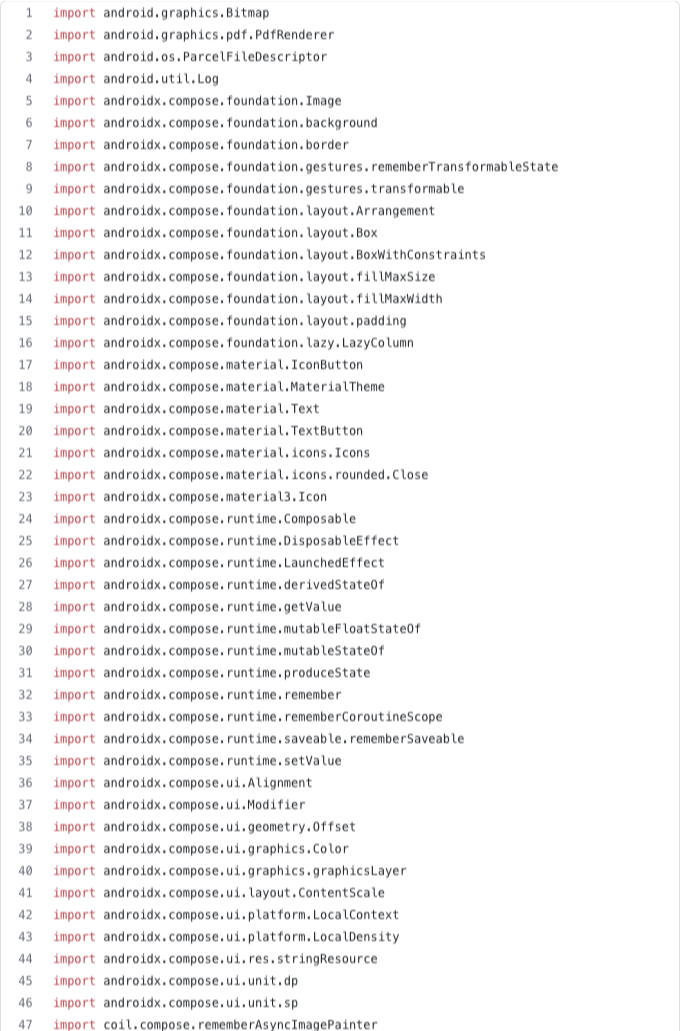 1 import android.graphics.Bitmap
2 import android.graphics.pdf.PdfRenderer
3 import android.os.ParcelFileDescriptor
4 import android.util.Log
5 import androidx.compose.foundation.Image
6 import androidx.compose.foundation.background
7 import androidx.compose.foundation.border
8 import androidx.compose.foundation.gestures.rememberTransformableState
9 import androidx.compose.foundation.gestures.transformable
10 import androidx.compose.foundation.layout.Arrangement
11 import androidx.compose.foundation.layout.Box
12 import androidx.compose.foundation.layout.BoxWithConstraints
13 import androidx.compose.foundation.layout.fillMaxSize
14 import androidx.compose.foundation.layout.fillMaxWidth
15 import androidx.compose.foundation.layout.padding
16 import androidx.compose.foundation.lazy.LazyColumn
17 import androidx.compose.material.IconButton
18 import androidx.compose.material.MaterialTheme
19 import androidx.compose.material.Text
20 import androidx.compose.material.TextButton
21 import androidx.compose.material.icons.Icons
22 import androidx.compose.material.icons.rounded.Close
23 import androidx.compose.material3.Icon
24 import androidx.compose.runtime.Composable
25 import androidx.compose.runtime.DisposableEffect
26 import androidx.compose.runtime.LaunchedEffect
27 import androidx.compose.runtime.derivedStateOf
28 import androidx.compose.runtime.getValue
29 import androidx.compose.runtime.mutableFloatStateOf
30 import androidx.compose.runtime.mutableStateOf
31 import androidx.compose.runtime.produceState
32 import androidx.compose.runtime.remember
33 import androidx.compose.runtime.rememberCoroutineScope
34 import androidx.compose.runtime.saveable.rememberSaveable
35 import androidx.compose.runtime.setValue
36 import androidx.compose.ui.Alignment
37 import androidx.compose.ui.Modifier
38 import androidx.compose.ui.geometry.Offset
39 import androidx.compose.ui.graphics.Color
40 import androidx.compose.ui.graphics.graphicsLayer
41 import androidx.compose.ui.layout.ContentScale
42 import androidx.compose.ui.platform.LocalContext
43 import androidx.compose.ui.platform.LocalDensity
44 import androidx.compose.ui.res.stringResource
45 import androidx.compose.ui.unit.dp
46 import androidx.compose.ui.unit.sp
47 import coil.compose.rememberAsyncImagePainter